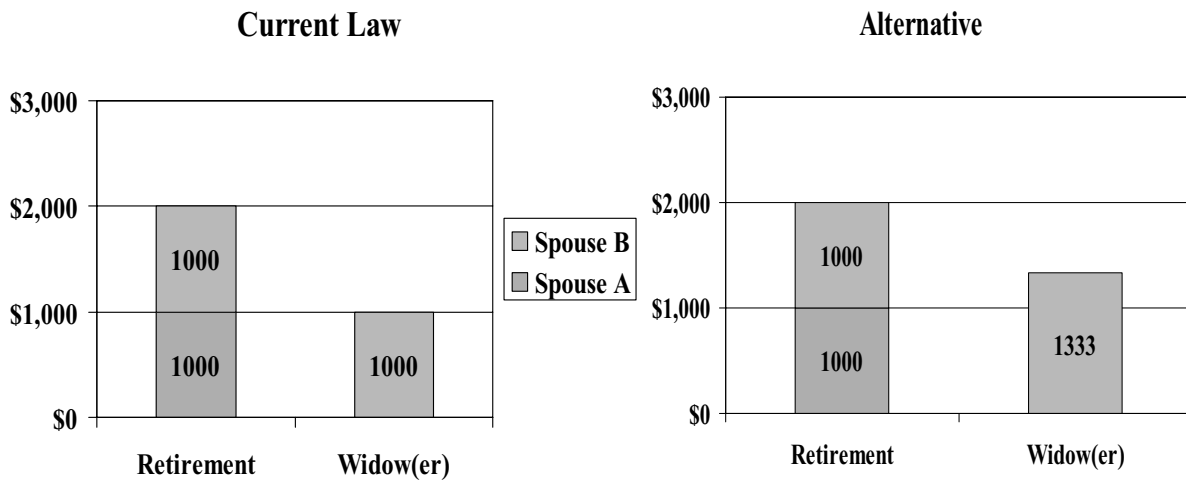 Current Law
$3,000
$2,000
$1,000
$0
1000
1000
1000
Retirement
Widow(er)
Spouse B
Spouse A
Alternative
$3,000
$2,000
$1,000
$0
1000
1000
1333
Retirement
Widow(er)